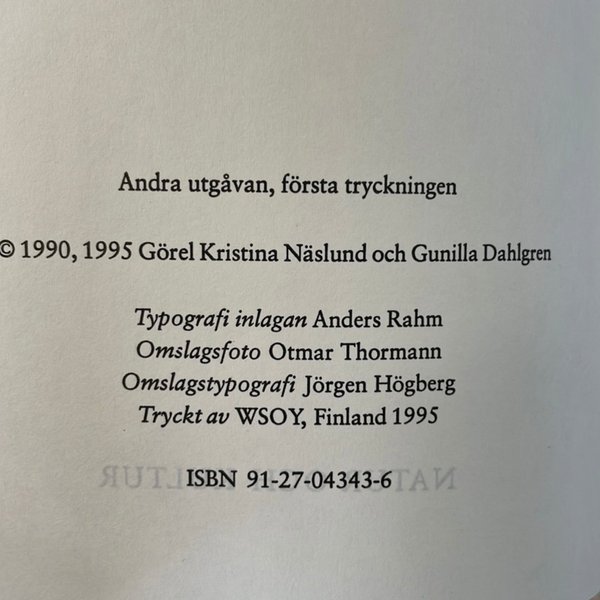 Andra utgåvan, första tryckningen
© 1990, 1995 Görel Kristina Näslund och Gunilla Dahlgren
Typografi inlagan Anders Rahm
Omslagsfoto Otmar Thormann
Omslagstypografi Jörgen Högberg
Tryckt av WSOY, Finland 1995
ISBN 91-27-04343-6